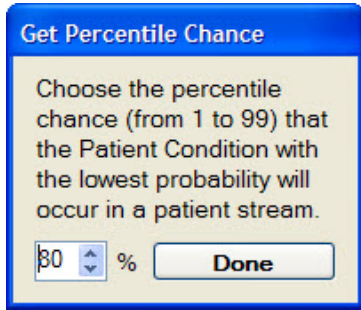 Get Percentile Chance
Choose the percentile
chance (from 1 to 99) that
the Patient Condition with
the lowest probability will
occur in a patient stream.
80 % Done